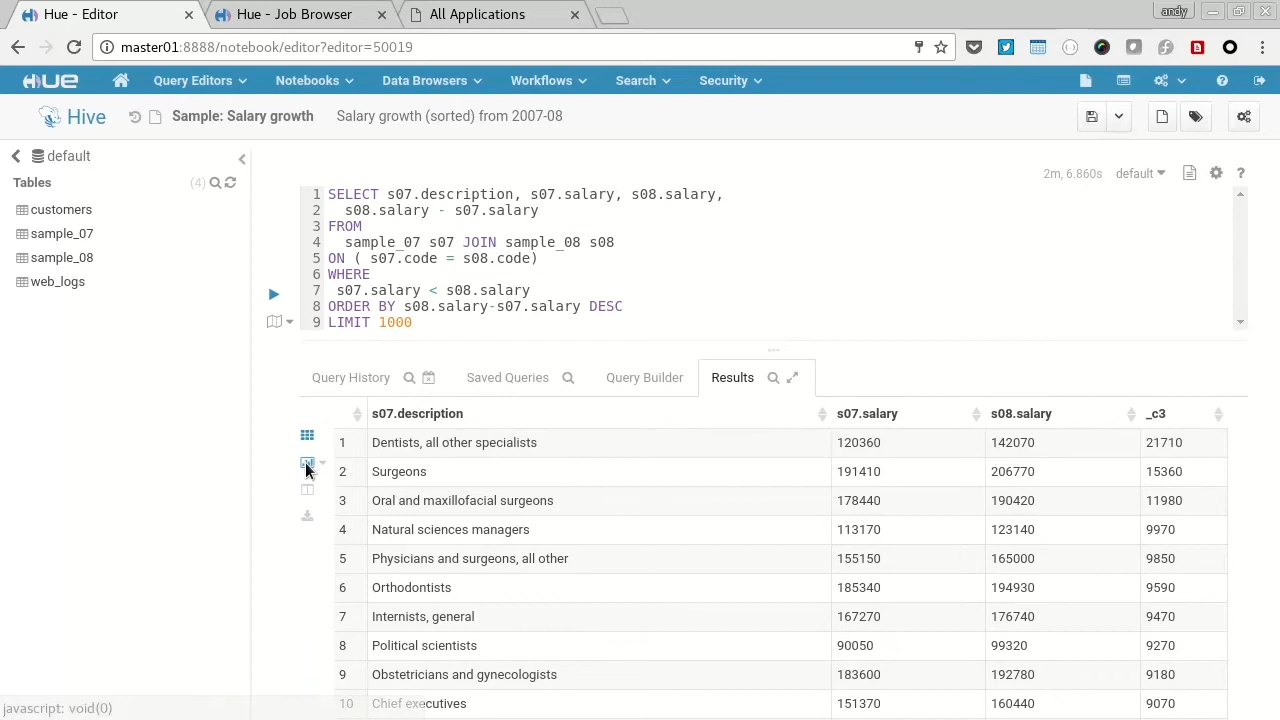 Hue - Editor
Hue - Job Browser
All Applications
andy
master01:8888/notebook/editor?editor=50019
HUE
Query Editors
Notebooks
Data Browsers
Workflows
Search
Security
Hive
Sample: Salary growth
Salary growth (sorted) from 2007-08
default
Tables
(4)
customers
sample_07
sample_08
web_logs
2m, 6.860s
default
?
1 SELECT s07.description, s07.salary, s08.salary,
2 s08.salary - s07.salary
3 FROM
4 sample_07 s07 JOIN sample_08 s08
5 ON ( s07.code = s08.code)
6 WHERE
7 s07.salary < s08.salary
8 ORDER BY s08.salary-s07.salary DESC
9 LIMIT 1000
Query History
Saved Queries
Query Builder
Results
s07.description s07.salary s08.salary _c3
1 Dentists, all other specialists 120360 142070 21710
2 Surgeons 191410 206770 15360
3 Oral and maxillofacial surgeons 178440 190420 11980
4 Natural sciences managers 113170 123140 9970
5 Physicians and surgeons, all other 155150 165000 9850
6 Orthodontists 185340 194930 9590
7 Internists, general 167270 176740 9470
8 Political scientists 90050 99320 9270
9 Obstetricians and gynecologists 183600 192780 9180
10 Chief executives 151370 160440 9070
javascript: void(0)